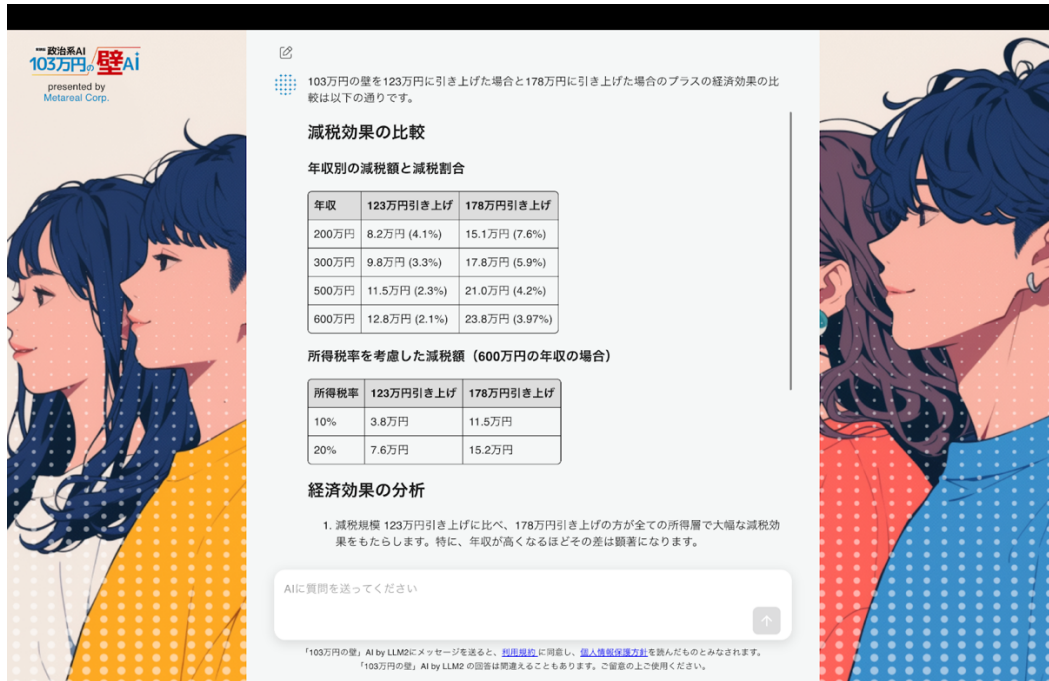 政治系AI
103万円の壁Ai
presented by
Metareal Corp.
103万円の壁を123万円に引き上げた場合と178万円に引き上げた場合のプラスの経済効果の比
較は以下の通りです。
減税効果の比較
年収別の減税額と減税割合
年収 123万円引き上げ 178万円引き上げ
200万円 8.2万円 (4.1%) 15.1万円 (7.6%)
300万円 9.8万円 (3.3%) 17.8万円 (5.9%)
500万円 11.5万円 (2.3%) 21.0万円 (4.2%)
600万円 12.8万円 (2.1%) 23.8万円 (3.97%)
所得税率を考慮した減税額（600万円の年収の場合）
所得税率 123万円引き上げ 178万円引き上げ
10% 3.8万円 11.5万円
20% 7.6万円 15.2万円
経済効果の分析
1. 減税規模 123万円引き上げに比べ、178万円引き上げの方が全ての所得層で大幅な減税効
果をもたらします。特に、年収が高くなるほどその差は顕著になります。
AIに質問を送ってください
「103万円の壁」AI by LLM2にメッセージを送ると、利用規約に同意し、個人情報保護方針を読んだものとみなされます。
「103万円の壁」AI by LLM2 の回答は間違えることもあります。ご留意の上ご使用ください。